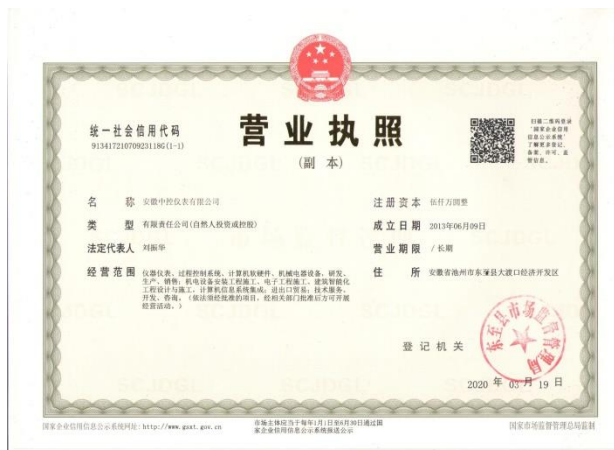 统一社会信用代码
91341721070923118G(1-1)
营业执照
(副 本)
扫描二维码登录
“国家企业信用
信息公示系统”
了解更多登记、
备案、许可、监
管信息。
名 称 安徽中控仪表有限公司
类 型 有限责任公司(自然人投资或控股)
法定代表人 刘振华
经营范围 仪器仪表、过程控制系统、计算机软硬件、机械电器设备、研发、
生产、销售；机电设备安装工程施工、电子工程施工、建筑智能化
工程设计与施工、计算机信息系统集成；进出口贸易；技术服务、
开发、咨询。（依法须经批准的项目，经相关部门批准后方可开展
经营活动。）
注册资本 伍仟万圆整
成立日期 2013年06月09日
营业期限 / 长期
住 所 安徽省池州市东至县大渡口经济开发区
登记机关
东至县市场监督管理局
2020 年 03 月 19 日
国家企业信用信息公示系统网址：http://www.gsxt.gov.cn
市场主体应当于每年1月1日至6月30日通过国
家企业信用信息公示系统报送公示
国家市场监督管理总局监制
SCJDGL